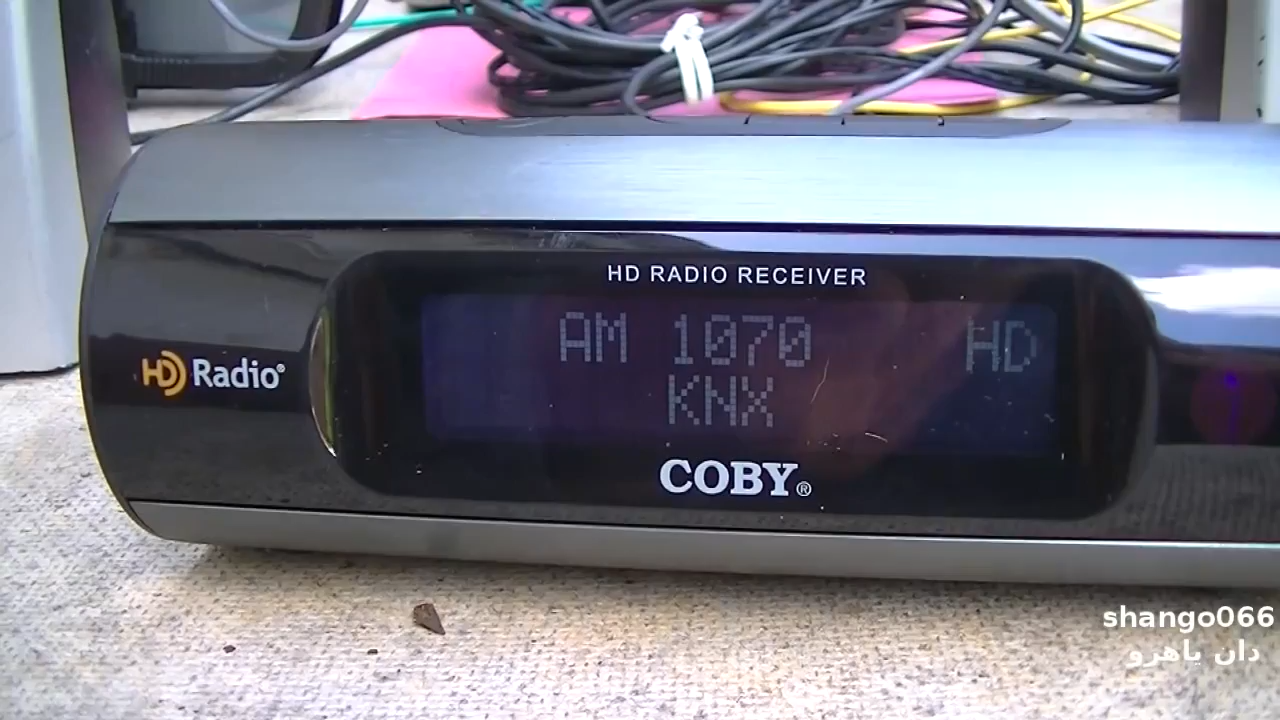 HD RADIO RECEIVER
AM 1070 HD
KNX
HD Radio®
COBY®
shango066
دان ياهرو